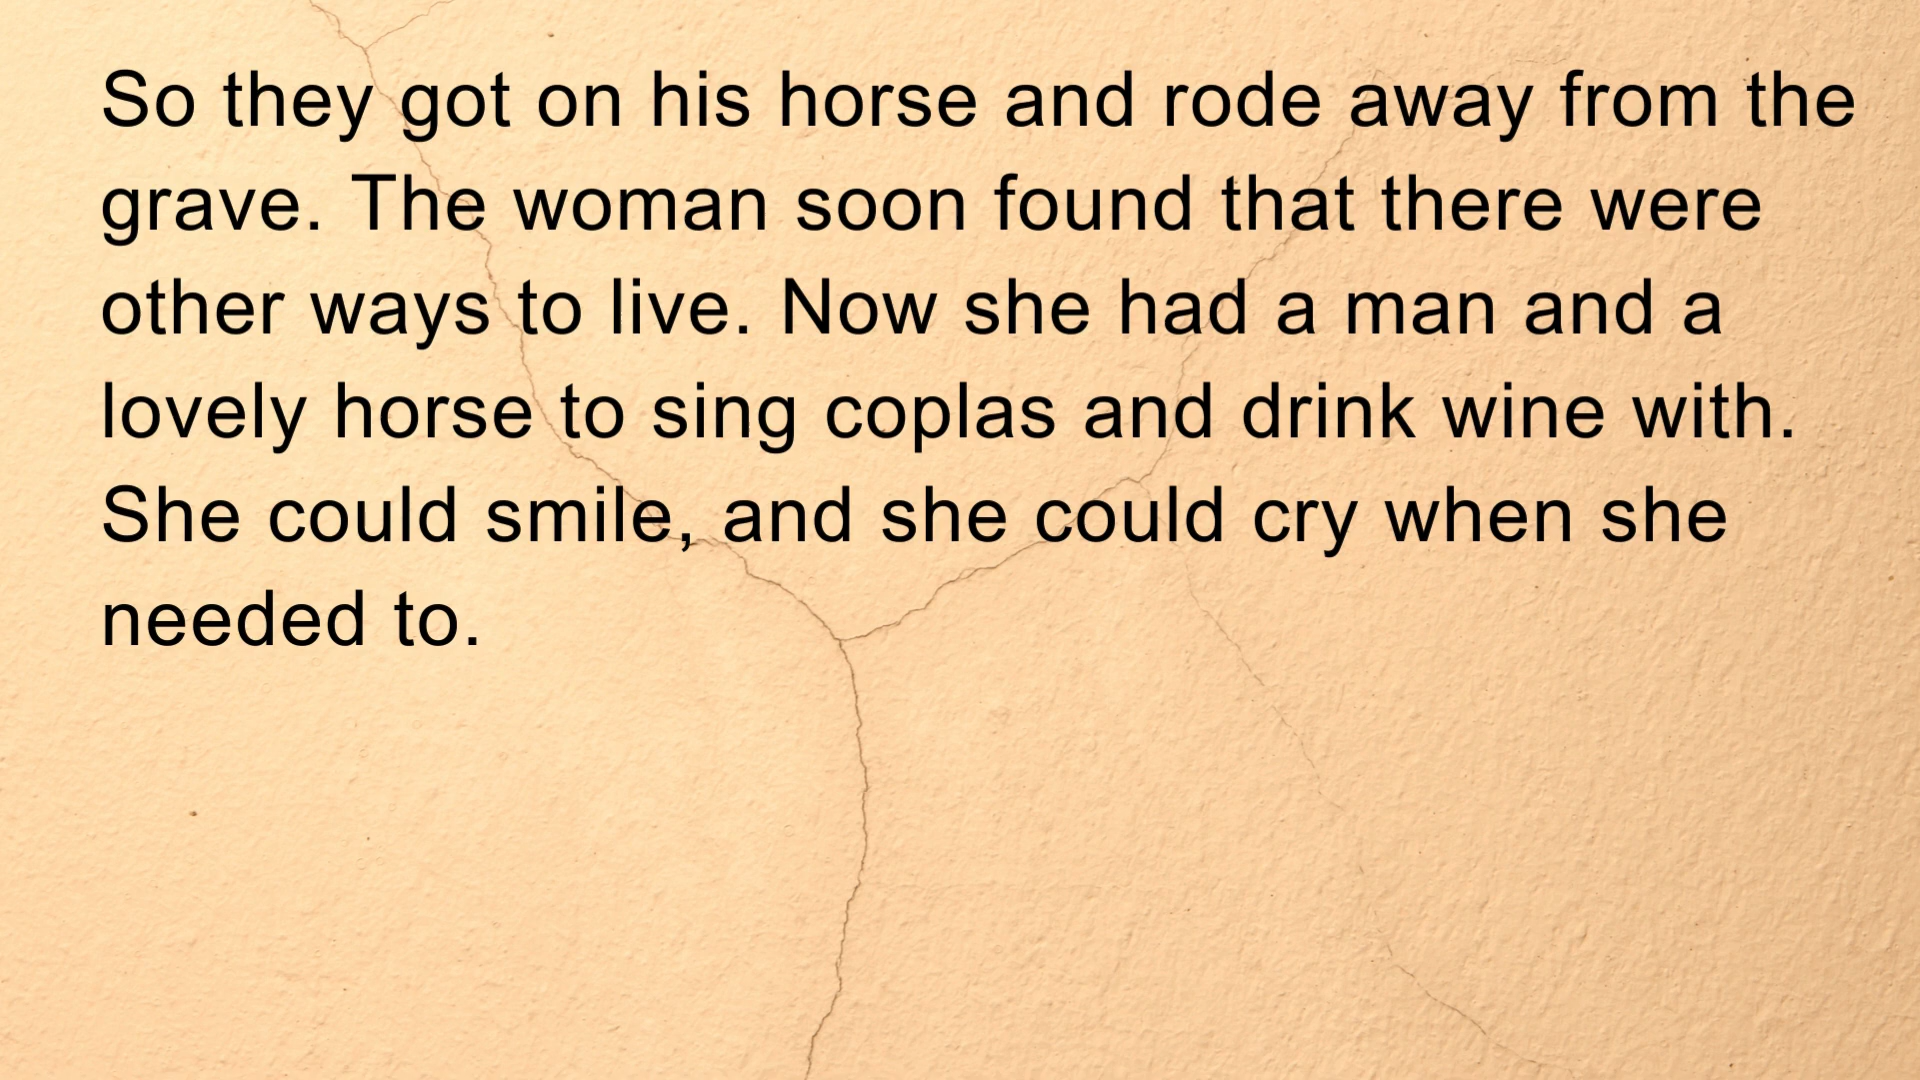 So they got on his horse and rode away from the
grave. The woman soon found that there were
other ways to live. Now she had a man and a
lovely horse to sing coplas and drink wine with.
She could smile, and she could cry when she
needed to.